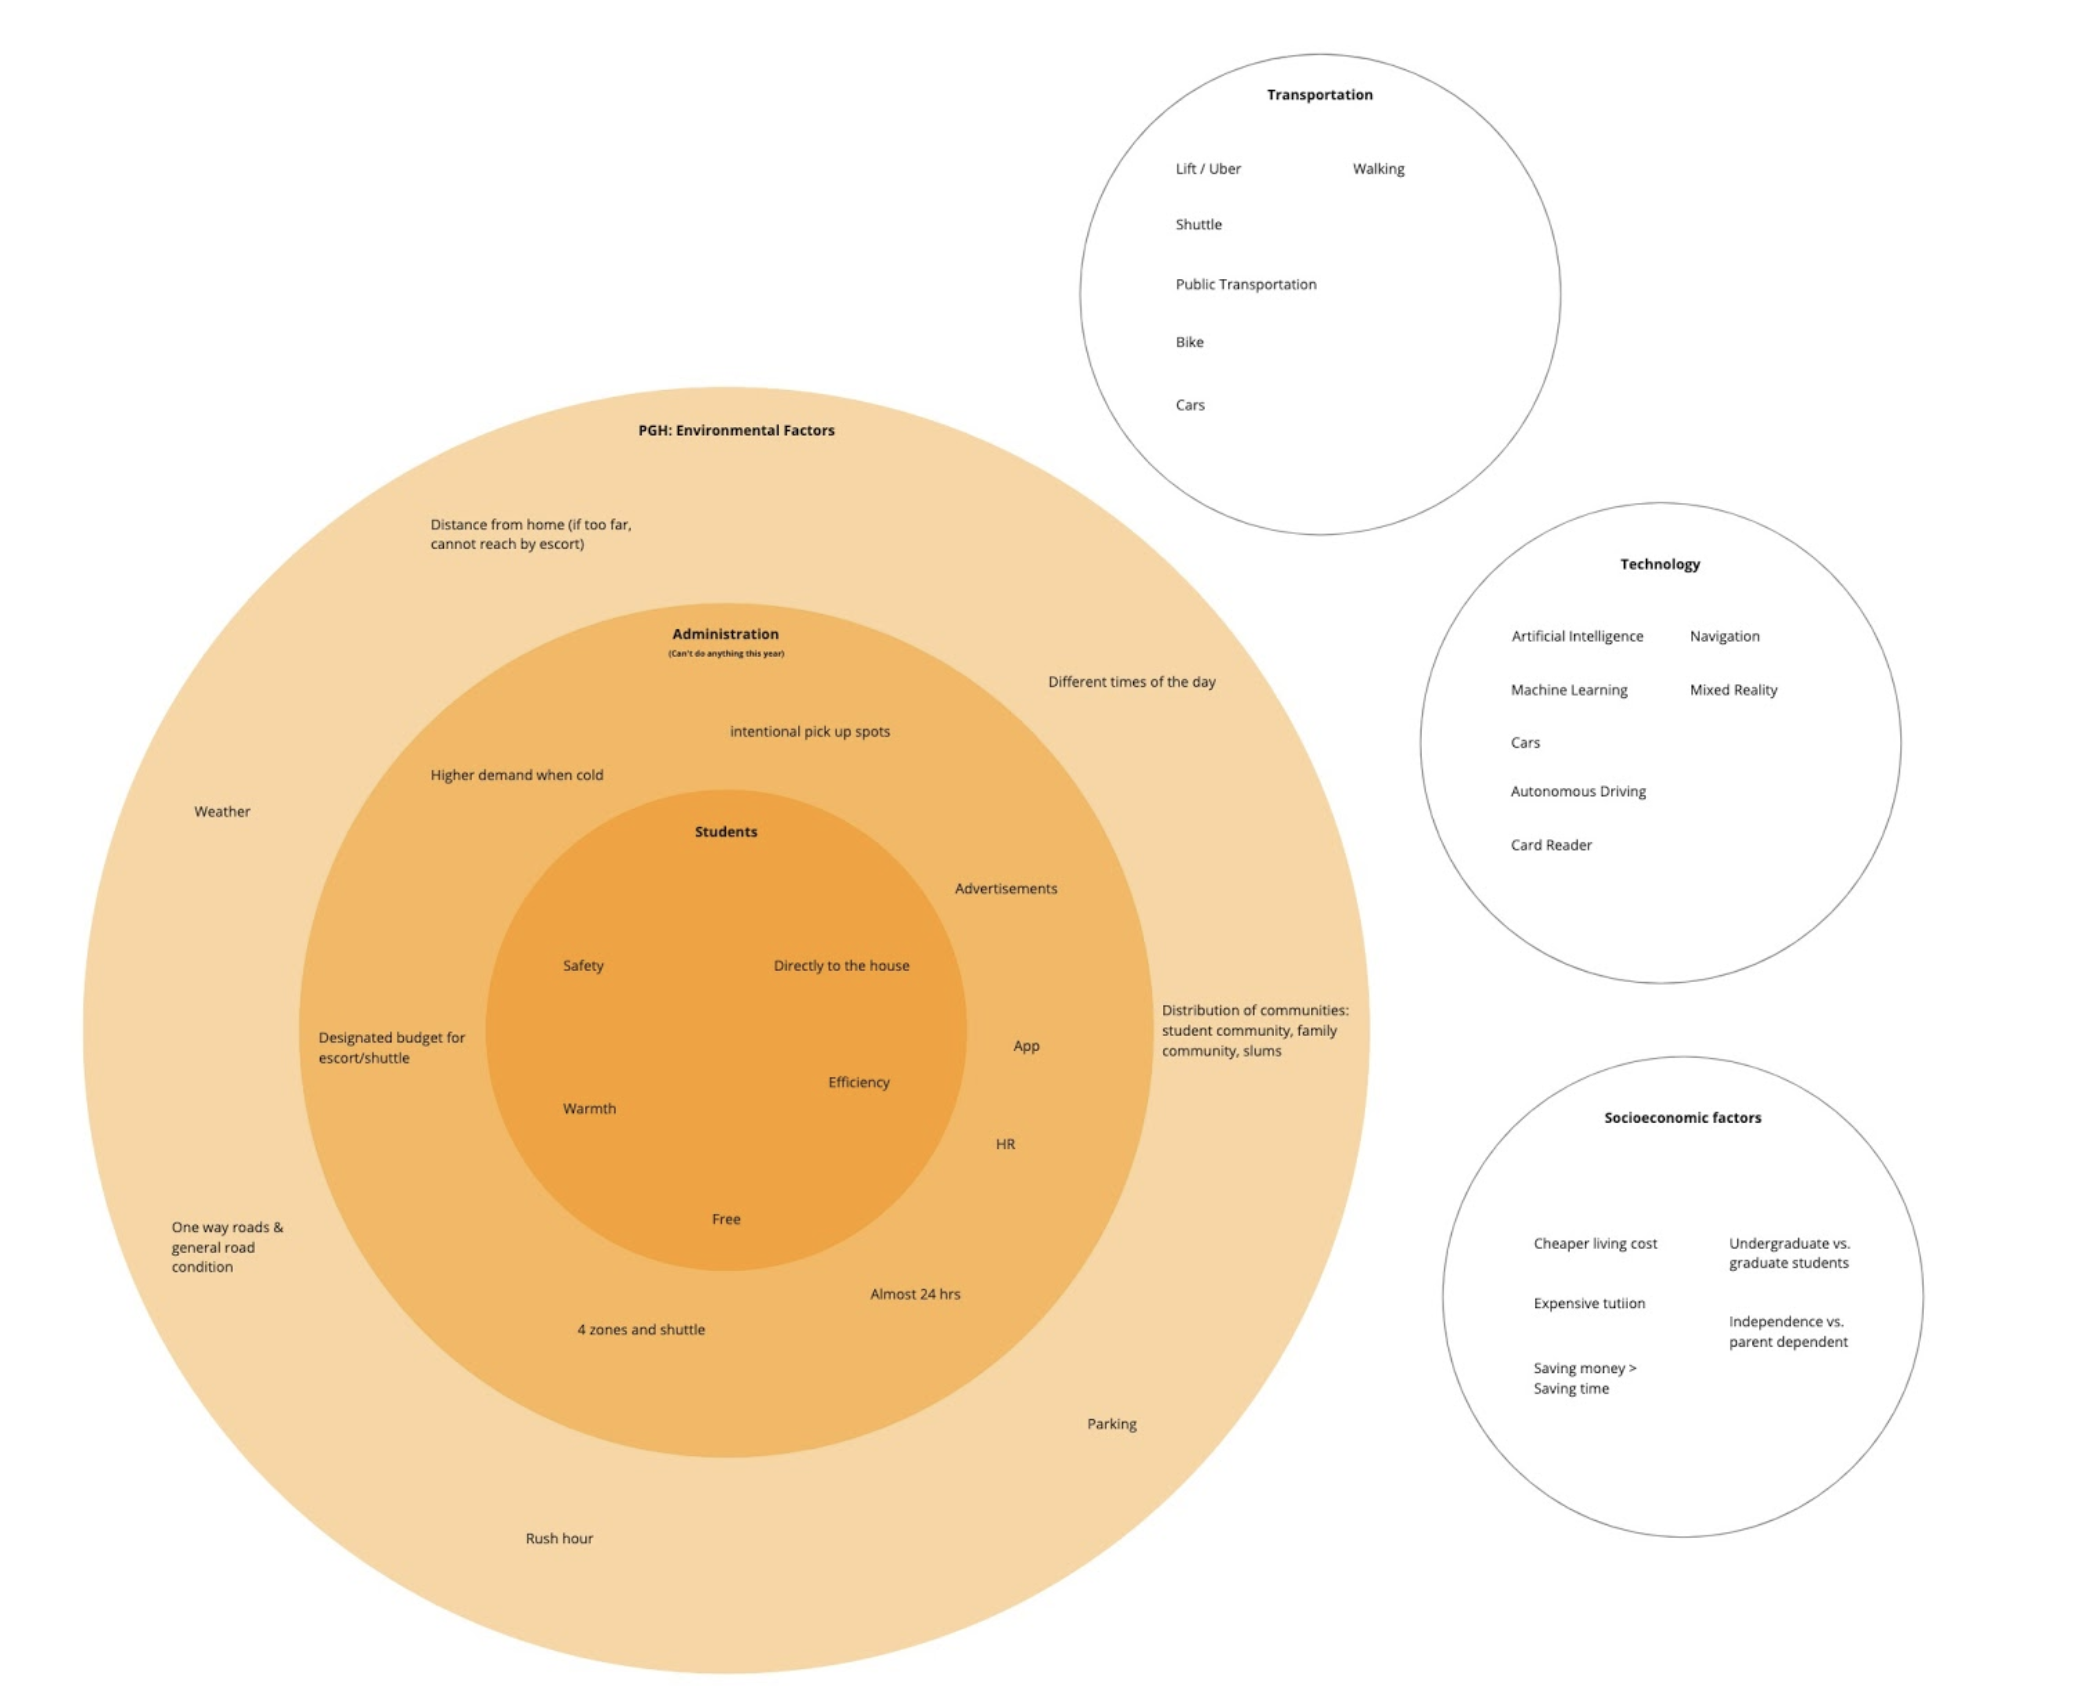 Transportation
Lift / Uber
Walking
Shuttle
Public Transportation
Bike
Cars
PGH: Environmental Factors
Distance from home (if too far,
cannot reach by escort)
Different times of the day
Weather
Distribution of communities:
student community, family
community, slums
One way roads &
general road
condition
Parking
Rush hour
Administration
(Can't do anything this year)
intentional pick up spots
Higher demand when cold
Advertisements
Designated budget for
escort/shuttle
App
HR
Almost 24 hrs
4 zones and shuttle
Students
Safety
Directly to the house
Efficiency
Warmth
Free
Technology
Artificial Intelligence
Navigation
Machine Learning
Mixed Reality
Cars
Autonomous Driving
Card Reader
Socioeconomic factors
Cheaper living cost
Undergraduate vs.
graduate students
Expensive tutiion
Independence vs.
parent dependent
Saving money >
Saving time